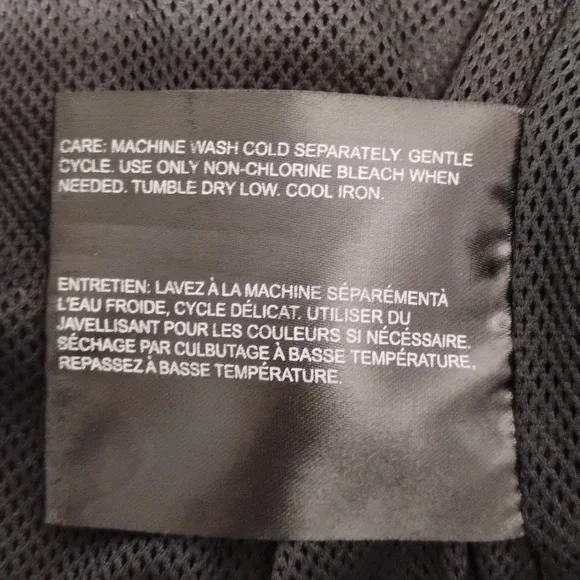 CARE: MACHINE WASH COLD SEPARATELY. GENTLE
CYCLE. USE ONLY NON-CHLORINE BLEACH WHEN
NEEDED. TUMBLE DRY LOW. COOL IRON.
ENTRETIEN: LAVEZ À LA MACHINE SÉPARÉMENTÀ
L'EAU FROIDE, CYCLE DÉLICAT. UTILISER DU
JAVELLISANT POUR LES COULEURS SI NÉCÉSSAIRE.
SÉCHAGE PAR CULBUTAGE À BASSE TEMPÉRATURE,
REPASSEZ À BASSE TEMPÉRATURE.